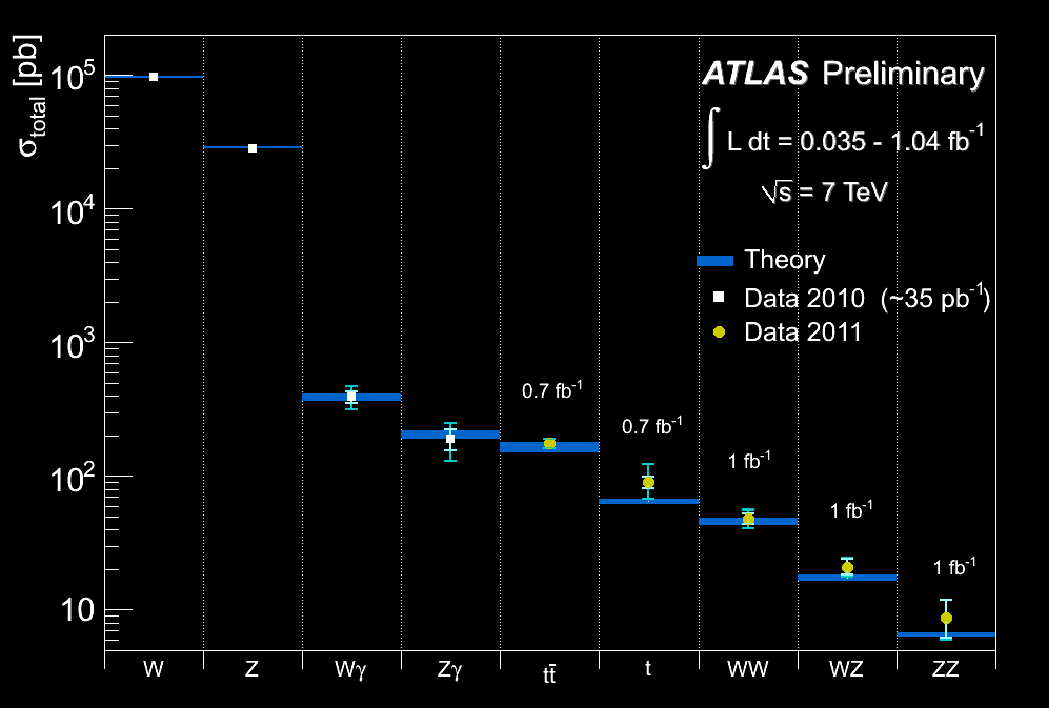 σtotal [pb]
10⁵
10⁴
10³
10²
10
ATLAS Preliminary
∫ L dt = 0.035 - 1.04 fb⁻¹
√s = 7 TeV
Theory
Data 2010 (~35 pb⁻¹)
Data 2011
0.7 fb⁻¹
0.7 fb⁻¹
1 fb⁻¹
1 fb⁻¹
1 fb⁻¹
W Z Wγ Zγ tt̄ t WW WZ ZZ